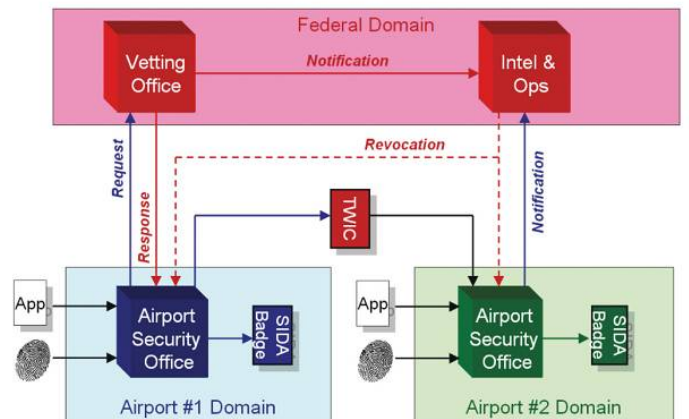 Federal Domain
Vetting
Office
Notification
Intel &
Ops
Revocation
Request
Response
Notification
TWIC
App
Airport
Security
Office
SIDA
Badge
Airport #1 Domain
App
Airport
Security
Office
SIDA
Badge
Airport #2 Domain